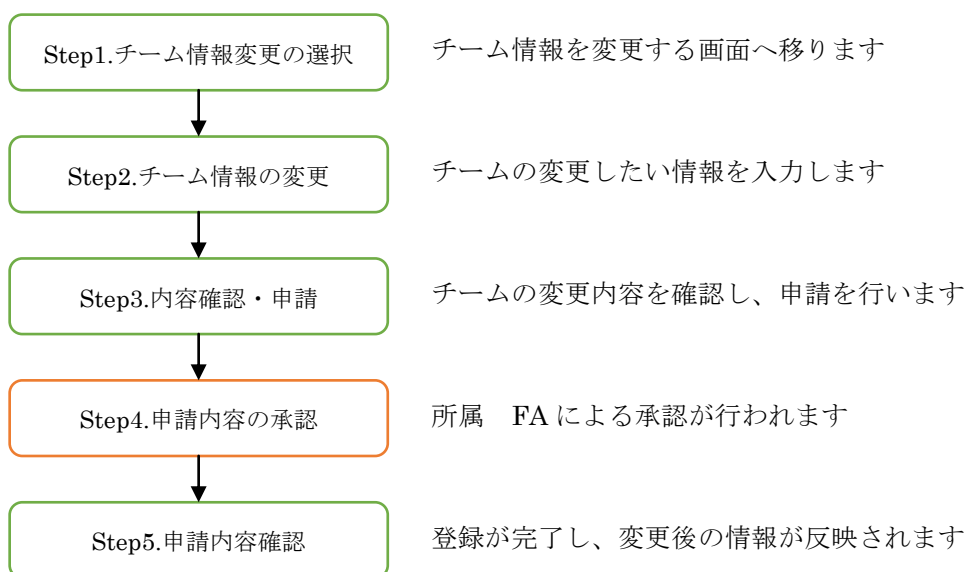 Step1.チーム情報変更の選択
チーム情報を変更する画面へ移ります
Step2.チーム情報の変更
チームの変更したい情報を入力します
Step3.内容確認・申請
チームの変更内容を確認し、申請を行います
Step4.申請内容の承認
所属　FAによる承認が行われます
Step5.申請内容確認
登録が完了し、変更後の情報が反映されます